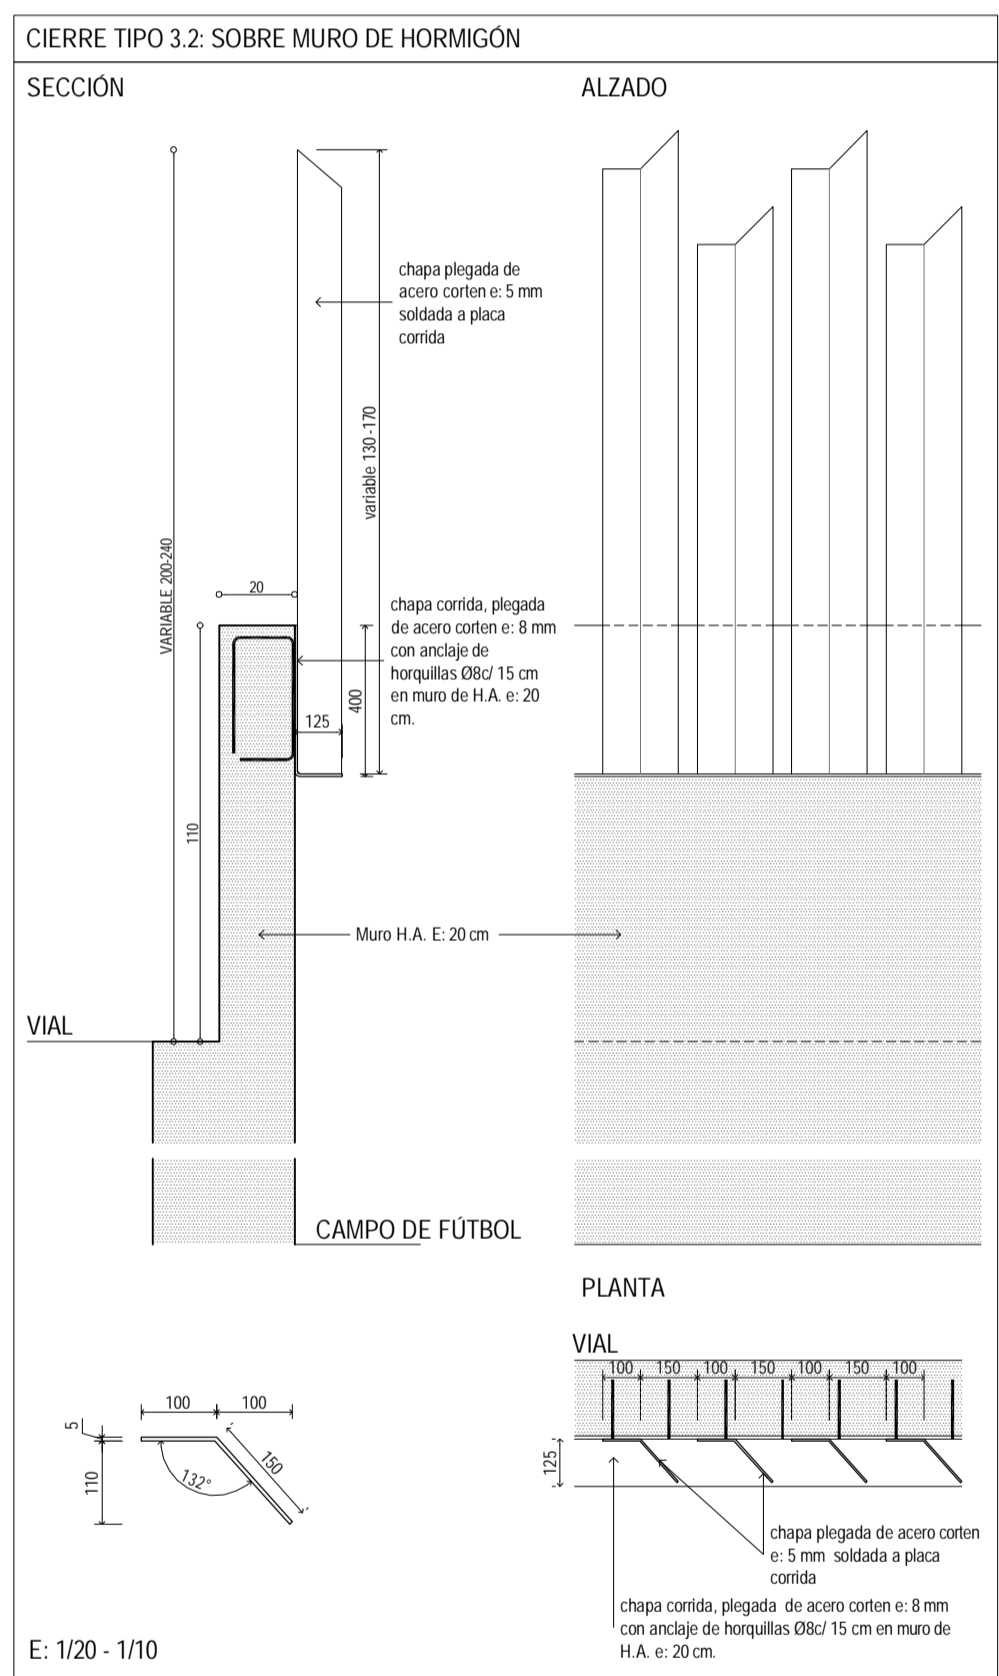 CIERRE TIPO 3.2: SOBRE MURO DE HORMIGÓN
SECCIÓN
ALZADO
chapa plegada de
acero corten e: 5 mm
soldada a placa
corrida
variable 130 -170
VARIABLE 200-240
20
chapa corrida, plegada
de acero corten e: 8 mm
con anclaje de
horquillas Ø8c/ 15 cm
en muro de H.A. e: 20
cm.
400
125
110
Muro H.A. E: 20 cm
VIAL
CAMPO DE FÚTBOL
PLANTA
VIAL
100 150 100 150 100 150 100
125
100 100
5
110
132°
150
chapa plegada de acero corten
e: 5 mm soldada a placa
corrida
chapa corrida, plegada de acero corten e: 8 mm
con anclaje de horquillas Ø8c/ 15 cm en muro de
H.A. e: 20 cm.
E: 1/20 - 1/10